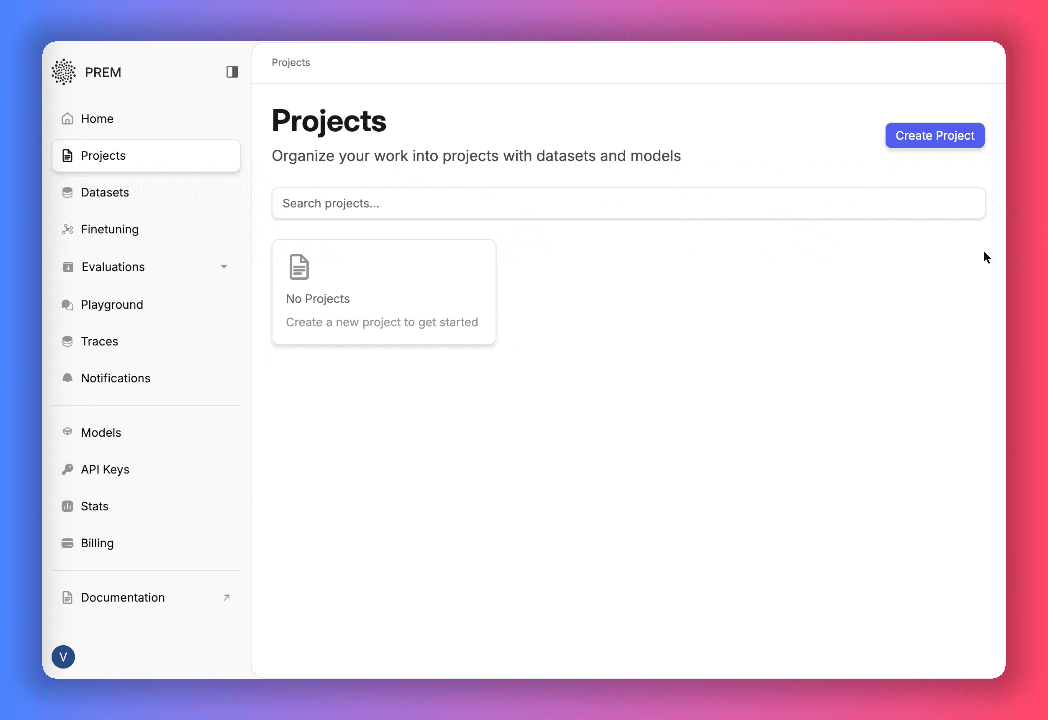 PREM
Home
Projects
Datasets
Finetuning
Evaluations
Playground
Traces
Notifications
Models
API Keys
Stats
Billing
Documentation
V
Projects
Projects
Organize your work into projects with datasets and models
Create Project
Search projects...
No Projects
Create a new project to get started